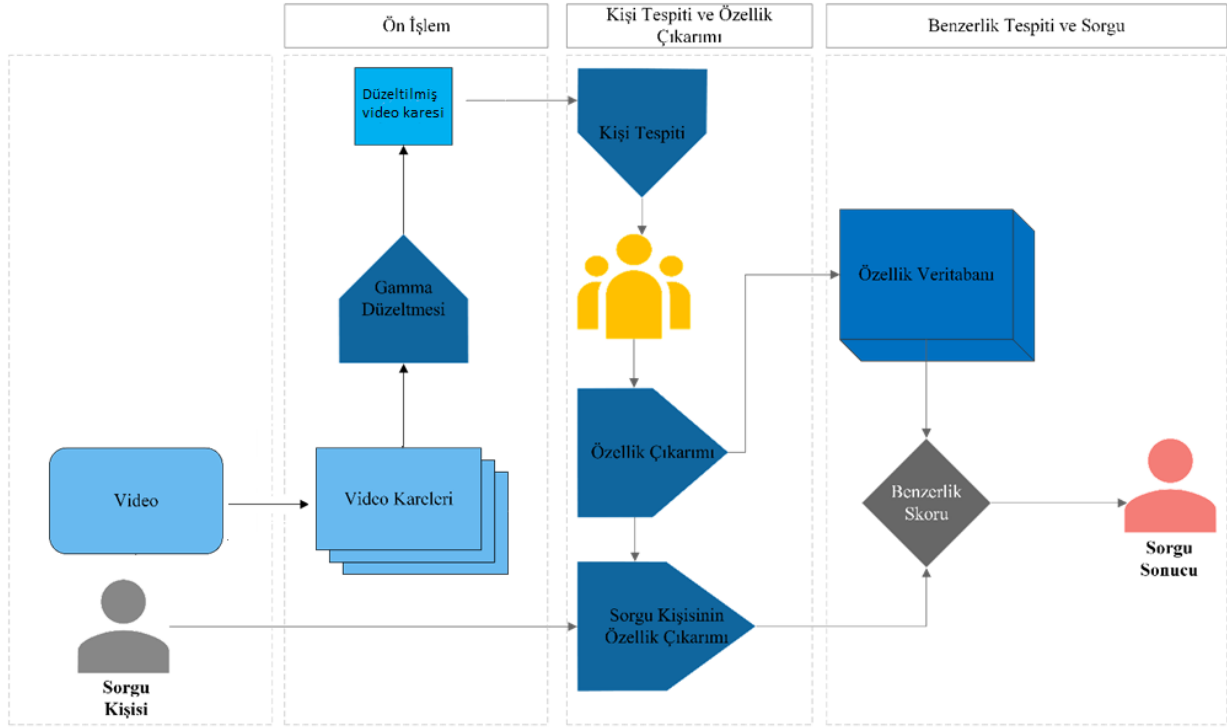 Ön İşlem
Kişi Tespiti ve Özellik
Çıkarımı
Benzerlik Tespiti ve Sorgu
Düzeltilmiş
video karesi
Kişi Tespiti
Gamma
Düzeltmesi
Özellik Veritabanı
Özellik Çıkarımı
Video
Video Kareleri
Benzerlik
Skoru
Sorgu
Sonucu
Sorgu Kişisinin
Özellik Çıkarımı
Sorgu
Kişisi